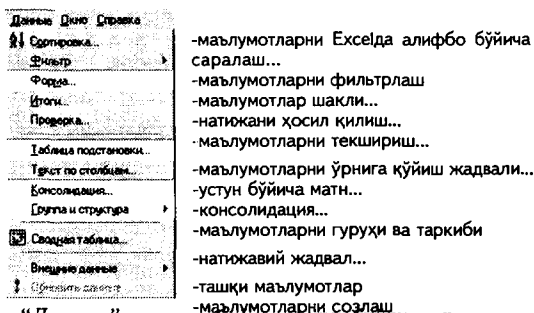 Данные Окно Справка
Сортировка... -маълумотларни Excelда алифбо бўйича
Фильтр саралаш...
Форма... -маълумотларни фильтрлаш
Итоги... -маълумотлар шакли...
Проверка... -натижани ҳосил қилиш...
-маълумотларни текшириш...
Таблица подстановки...
Текст по столбцам... -маълумотларни ўрнига қўйиш жадвали...
Консолидация... -устун бўйича матн...
Группа и структура -консолидация...
-маълумотларни гуруҳи ва таркиби
Сводная таблица...
-натижавий жадвал...
Внешние данные
Обновить данные -ташқи маълумотлар
-маълумотларни созлаш